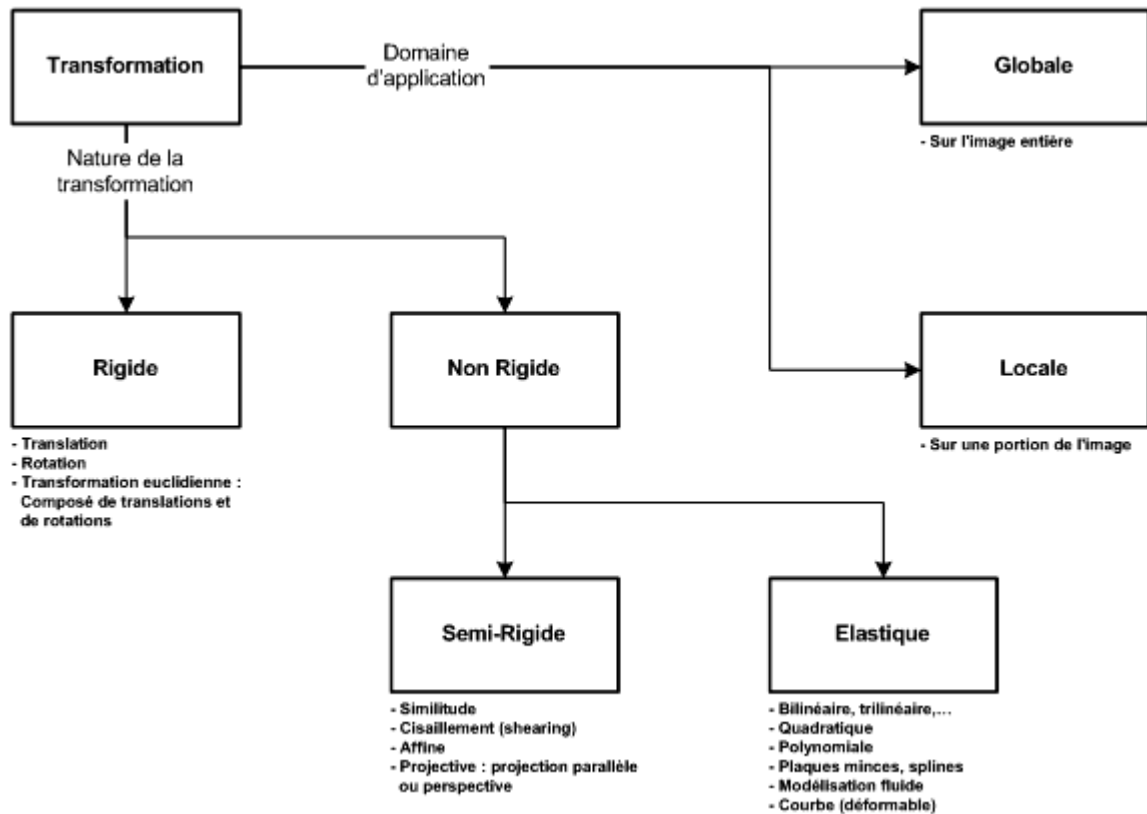 Transformation
Domaine
d'application
Globale
- Sur l'image entière
Nature de la
transformation
Rigide
- Translation
- Rotation
- Transformation euclidienne :
Composé de translations et
de rotations
Non Rigide
Locale
- Sur une portion de l'image
Semi-Rigide
- Similitude
- Cisaillement (shearing)
- Affine
- Projective : projection parallèle
ou perspective
Elastique
- Bilinéaire, trilinéaire,...
- Quadratique
- Polynomiale
- Plaques minces, splines
- Modélisation fluide
- Courbe (déformable)